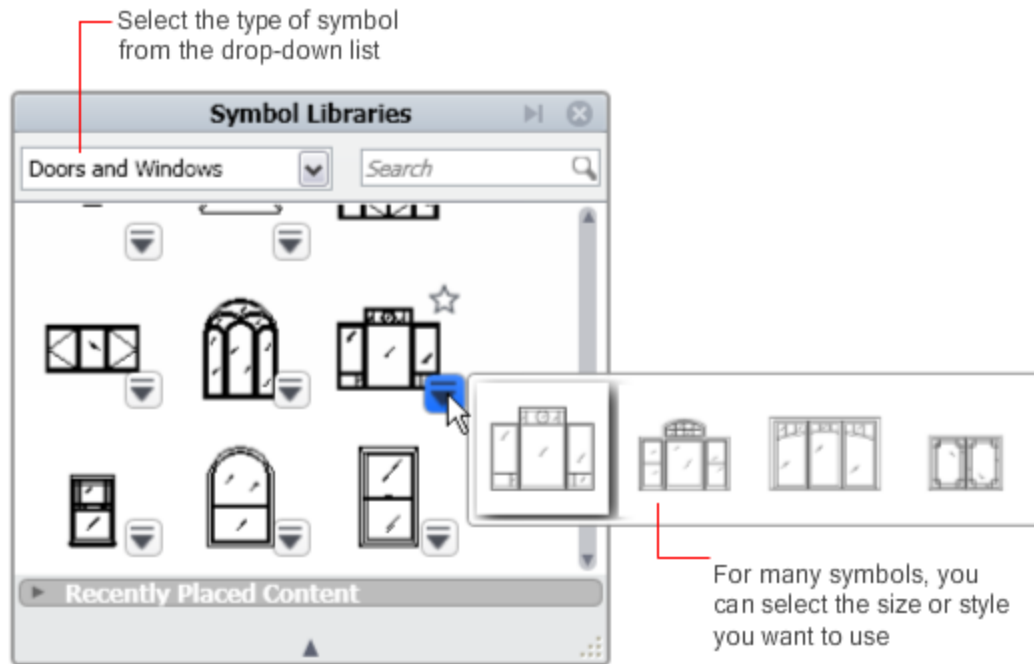 Select the type of symbol
from the drop-down list
Symbol Libraries
Doors and Windows
Search
Recently Placed Content
For many symbols, you
can select the size or style
you want to use